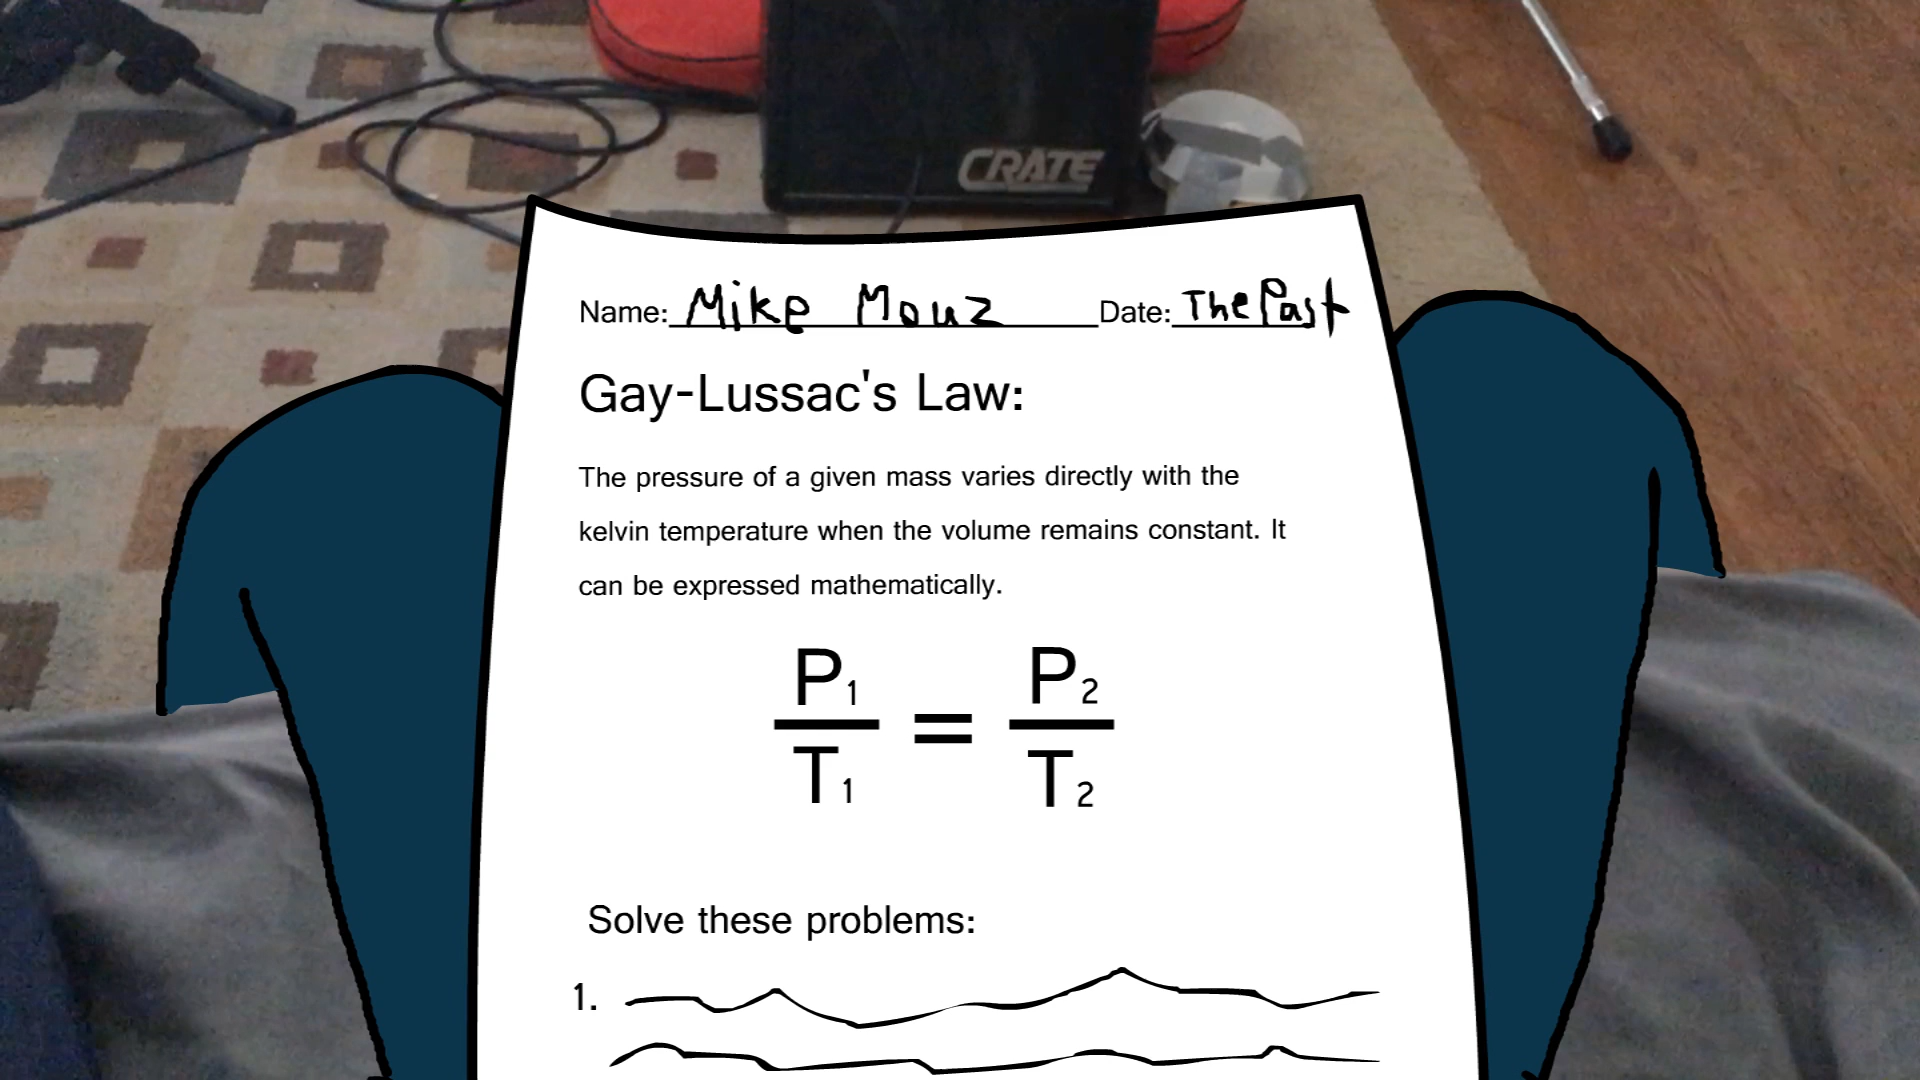 CRATE
Name: Mike Mouz Date: The Past
Gay-Lussac's Law:
The pressure of a given mass varies directly with the
kelvin temperature when the volume remains constant. It
can be expressed mathematically.
P1 = P2
T1 T2
Solve these problems:
1.